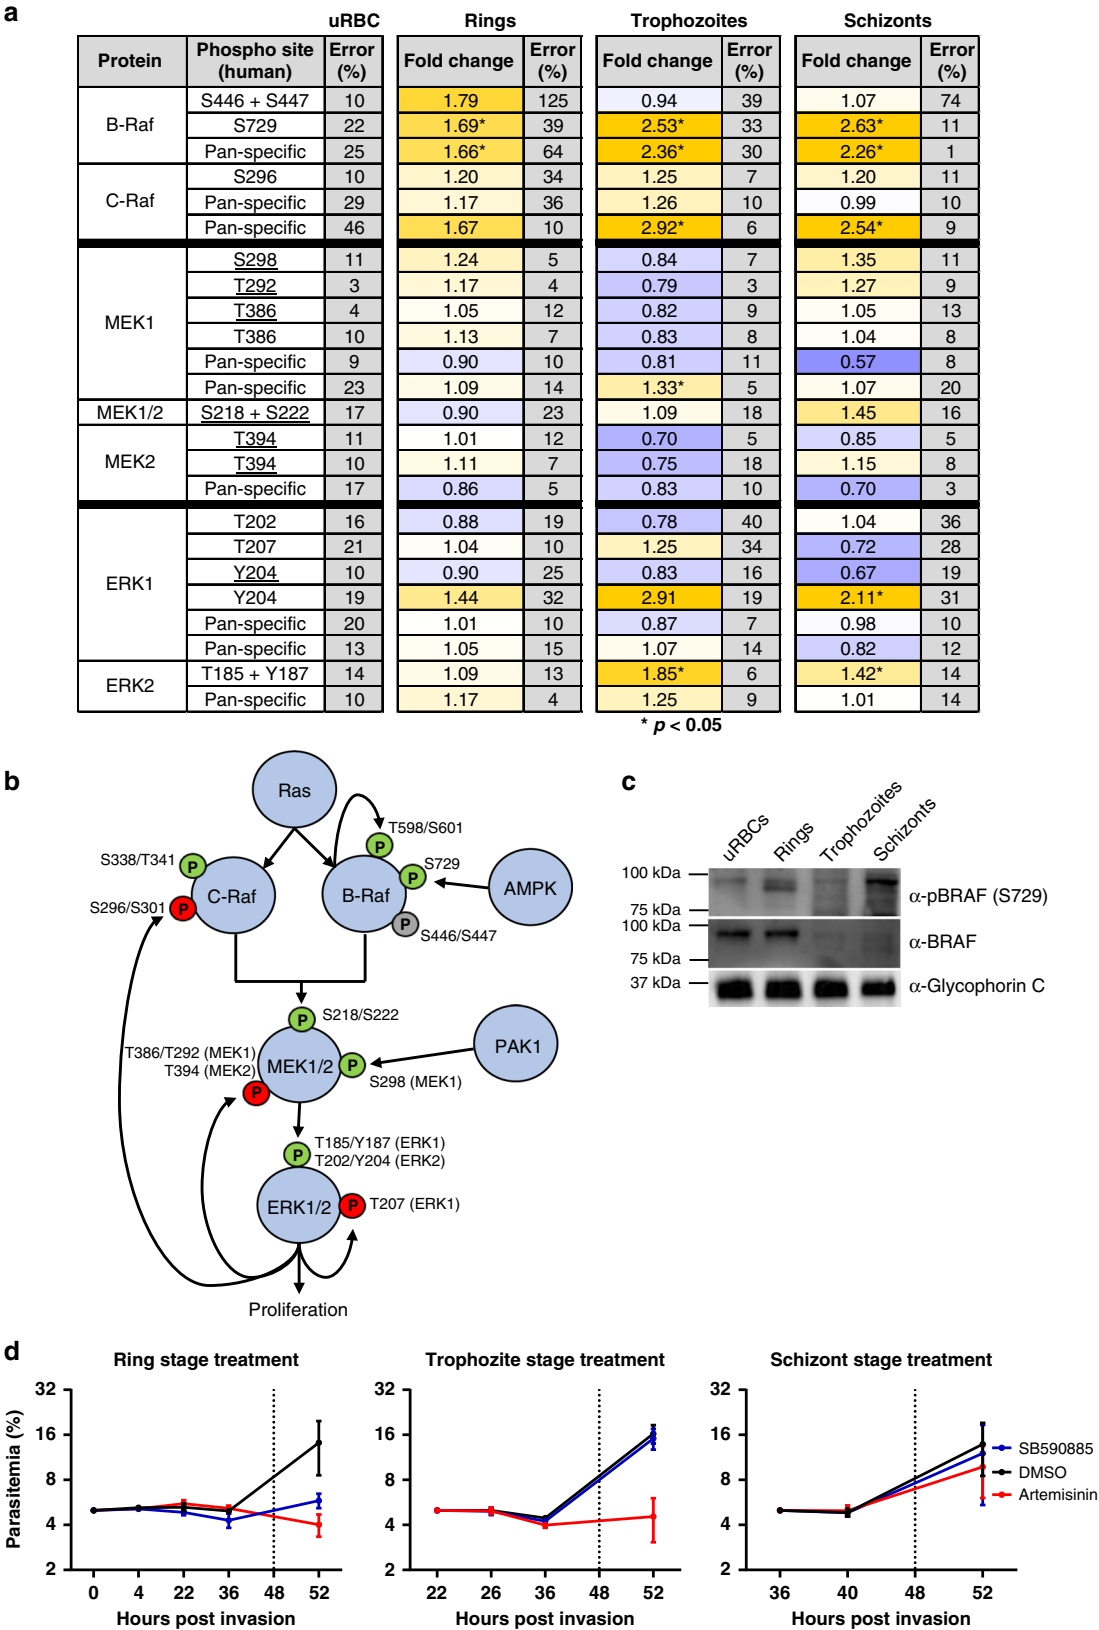 a
uRBC Rings Trophozoites Schizonts
Protein Phospho site (human) Error (%) Fold change Error (%) Fold change Error (%) Fold change Error (%)
B-Raf S446 + S447 10 1.79 125 0.94 39 1.07 74
S729 22 1.69* 39 2.53* 33 2.63* 11
Pan-specific 25 1.66* 64 2.36* 30 2.26* 1
C-Raf S296 10 1.20 34 1.25 7 1.20 11
Pan-specific 29 1.17 36 1.26 10 0.99 10
Pan-specific 46 1.67 10 2.92* 6 2.54* 9
MEK1 S298 11 1.24 5 0.84 7 1.35 11
T292 3 1.17 4 0.79 3 1.27 9
T386 4 1.05 12 0.82 9 1.05 13
T386 10 1.13 7 0.83 8 1.04 8
Pan-specific 9 0.90 10 0.81 11 0.57 8
Pan-specific 23 1.09 14 1.33* 5 1.07 20
MEK1/2 S218 + S222 17 0.90 23 1.09 18 1.45 16
MEK2 T394 11 1.01 12 0.70 5 0.85 5
T394 10 1.11 7 0.75 18 1.15 8
Pan-specific 17 0.86 5 0.83 10 0.70 3
ERK1 T202 16 0.88 19 0.78 40 1.04 36
T207 21 1.04 10 1.25 34 0.72 28
Y204 10 0.90 25 0.83 16 0.67 19
Y204 19 1.44 32 2.91 19 2.11* 31
Pan-specific 20 1.01 10 0.87 7 0.98 10
Pan-specific 13 1.05 15 1.07 14 0.82 12
ERK2 T185 + Y187 14 1.09 13 1.85* 6 1.42* 14
Pan-specific 10 1.17 4 1.25 9 1.01 14
* p < 0.05
b
Ras
T598/S601
P
S338/T341
P
C-Raf
B-Raf
S729
P
AMPK
S296/S301
P
P
S446/S447
P
S218/S222
PAK1
T386/T292 (MEK1)
T394 (MEK2)
MEK1/2
P
S298 (MEK1)
P
P
T185/Y187 (ERK1)
T202/Y204 (ERK2)
ERK1/2
P
T207 (ERK1)
Proliferation
c
uRBCs Rings Trophozoites Schizonts
100 kDa
α-pBRAF (S729)
75 kDa
100 kDa
α-BRAF
75 kDa
37 kDa
α-Glycophorin C
d
Ring stage treatment
Parasitemia (%)
32
16
8
4
2
0 4 22 36 48 52
Hours post invasion
Trophozite stage treatment
32
16
8
4
2
22 26 36 48 52
Hours post invasion
Schizont stage treatment
32
16
8
4
2
36 40 48 52
Hours post invasion
SB590885
DMSO
Artemisinin